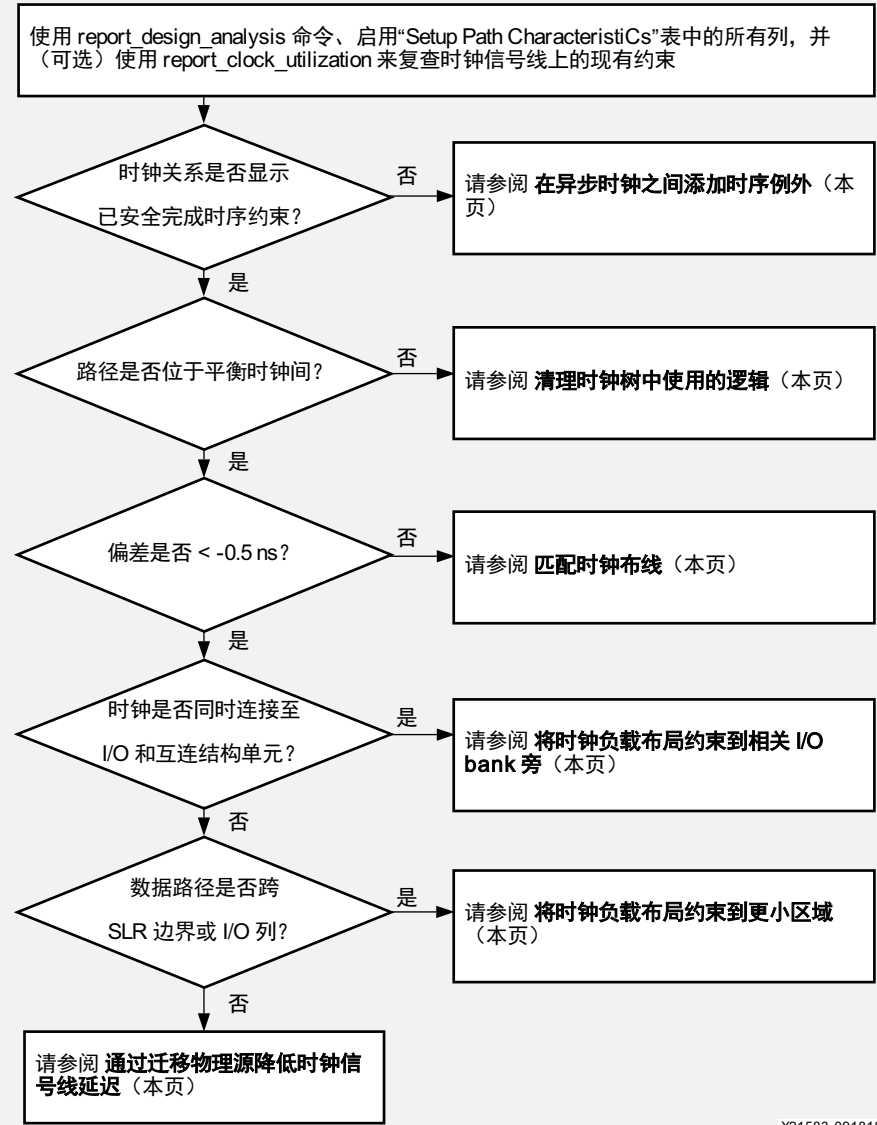 使用 report_design_analysis 命令、启用“Setup Path CharacteristiCs”表中的所有列，并
（可选）使用 report_clock_utilization 来复查时钟信号线上的现有约束
时钟关系是否显示
已安全完成时序约束？
否
请参阅 在异步时钟之间添加时序例外（本
页）
是
路径是否位于平衡时钟间？
否
请参阅 清理时钟树中使用的逻辑（本页）
是
偏差是否 < -0.5 ns？
否
请参阅 匹配时钟布线（本页）
是
时钟是否同时连接至
I/O 和互连结构单元？
是
请参阅 将时钟负载布局约束到相关 I/O
bank 旁（本页）
否
数据路径是否跨
SLR 边界或 I/O 列？
是
请参阅 将时钟负载布局约束到更小区域
（本页）
否
请参阅 通过迁移物理源降低时钟信
号线延迟（本页）